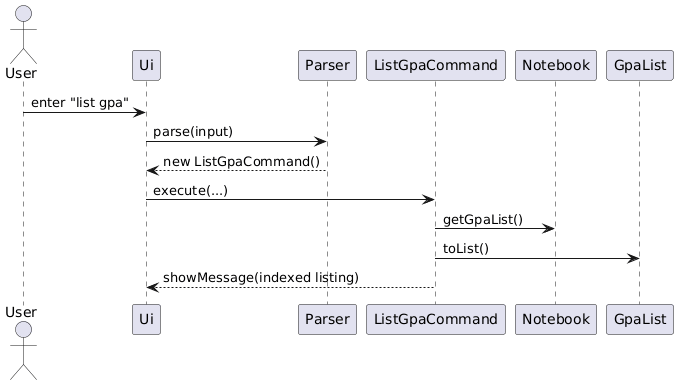 User
Ui
Parser
ListGpaCommand
Notebook
GpaList
enter "list gpa"
parse(input)
new ListGpaCommand()
execute(...)
getGpaList()
toList()
showMessage(indexed listing)
User
Ui
Parser
ListGpaCommand
Notebook
GpaList